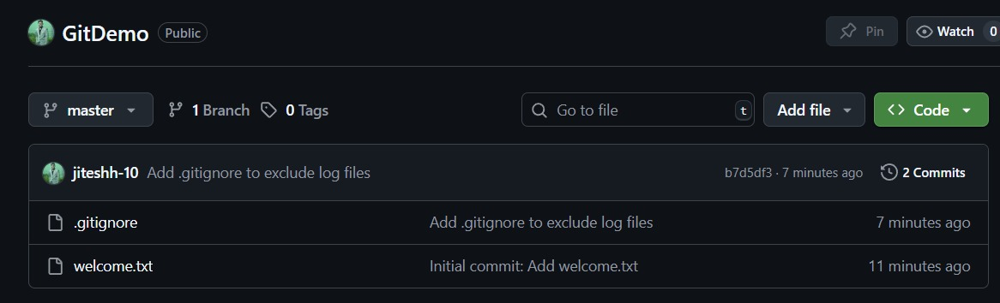 GitDemo Public Pin Watch 0
master 1 Branch 0 Tags Go to file t Add file Code
jiteshh-10 Add .gitignore to exclude log files b7d5df3 · 7 minutes ago 2 Commits
.gitignore Add .gitignore to exclude log files 7 minutes ago
welcome.txt Initial commit: Add welcome.txt 11 minutes ago